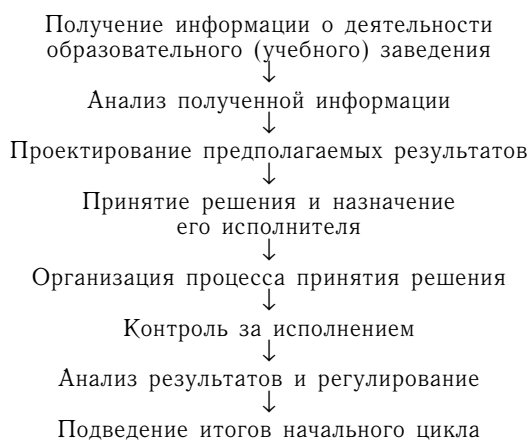 Получение информации о деятельности
образовательного (учебного) заведения
↓
Анализ полученной информации
↓
Проектирование предполагаемых результатов
↓
Принятие решения и назначение
его исполнителя
↓
Организация процесса принятия решения
↓
Контроль за исполнением
↓
Анализ результатов и регулирование
↓
Подведение итогов начального цикла